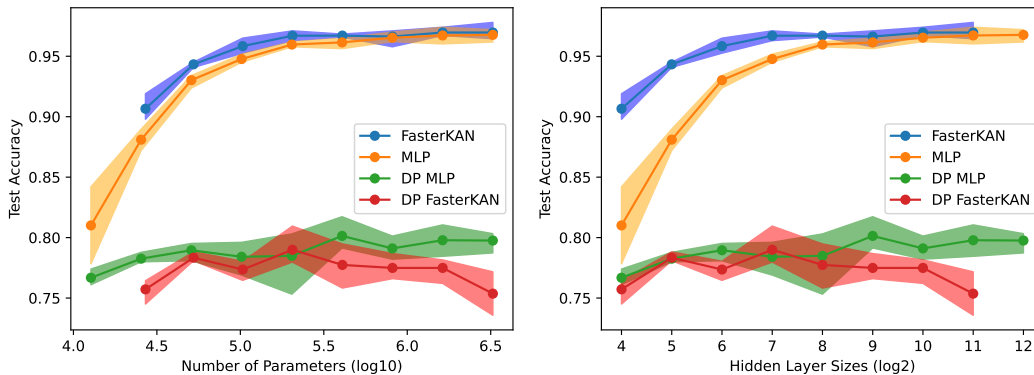 Test Accuracy
0.95
0.90
0.85
0.80
0.75
4.0 4.5 5.0 5.5 6.0 6.5
Number of Parameters (log10)
FasterKAN
MLP
DP MLP
DP FasterKAN
Test Accuracy
0.95
0.90
0.85
0.80
0.75
4 5 6 7 8 9 10 11 12
Hidden Layer Sizes (log2)
FasterKAN
MLP
DP MLP
DP FasterKAN